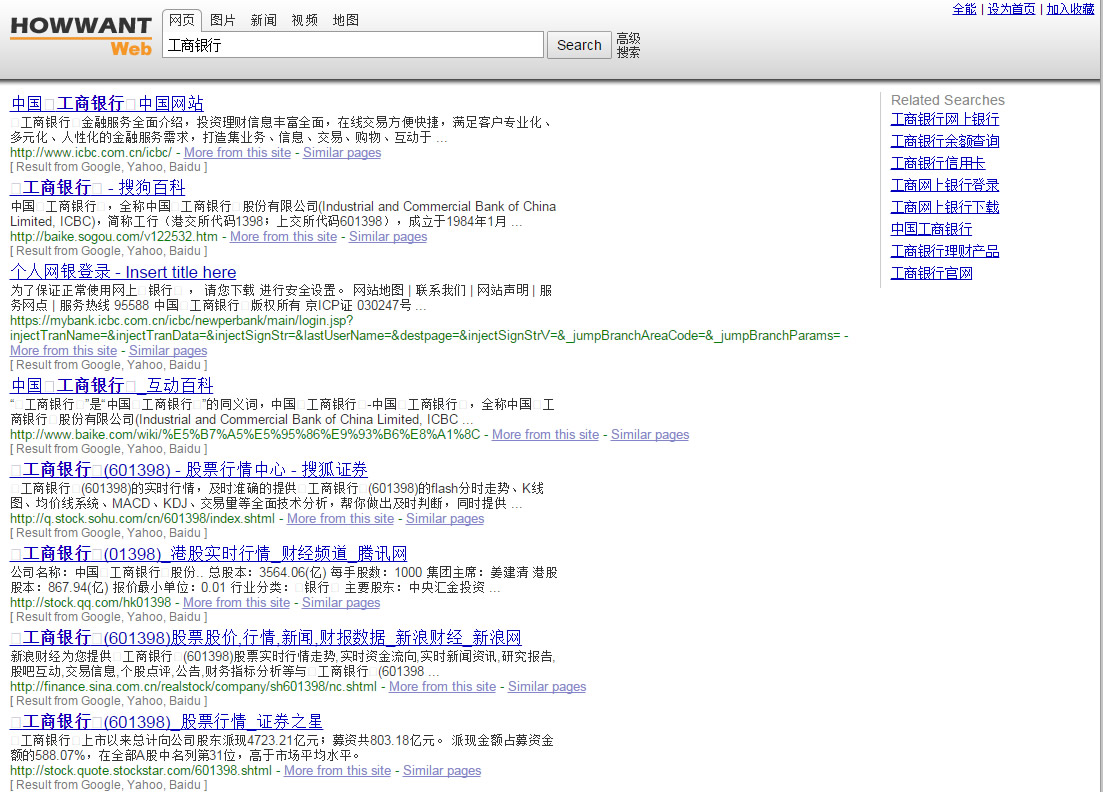 全能 | 设为首页 | 加入收藏
HOWWANT
Web
网页 图片 新闻 视频 地图
工商银行
Search
高级
搜索
中国工商银行中国网站
工商银行金融服务全面介绍，投资理财信息丰富全面，在线交易方便快捷，满足客户专业化、
多元化、人性化的金融服务需求，打造集业务、信息、交易、购物、互动于 ...
http://www.icbc.com.cn/icbc/ - More from this site - Similar pages
[ Result from Google, Yahoo, Baidu ]
工商银行 - 搜狗百科
中国工商银行，全称中国工商银行股份有限公司(Industrial and Commercial Bank of China
Limited, ICBC)，简称工行（港交所代码1398；上交所代码601398），成立于1984年1月 ...
http://baike.sogou.com/v122532.htm - More from this site - Similar pages
[ Result from Google, Yahoo, Baidu ]
个人网银登录 - Insert title here
为了保证正常使用网上银行， 请您下载 进行安全设置。 网站地图 | 联系我们 | 网站声明 | 服
务网点 | 服务热线 95588 中国工商银行版权所有 京ICP证 030247号 ...
https://mybank.icbc.com.cn/icbc/newperbank/main/login.jsp?
injectTranName=&injectTranData=&injectSignStr=&lastUserName=&destpage=&injectSignStrV=&_jumpBranchAreaCode=&_jumpBranchParams= -
More from this site - Similar pages
[ Result from Google, Yahoo, Baidu ]
中国工商银行_互动百科
“工商银行”是“中国工商银行”的同义词，中国工商银行-中国工商银行，全称中国工
商银行股份有限公司(Industrial and Commercial Bank of China Limited, ICBC ...
http://www.baike.com/wiki/%E5%B7%A5%E5%95%86%E9%93%B6%E8%A1%8C - More from this site - Similar pages
[ Result from Google, Yahoo, Baidu ]
工商银行(601398) - 股票行情中心 - 搜狐证券
工商银行(601398)的实时行情，及时准确的提供工商银行(601398)的flash分时走势、K线
图、均价线系统、MACD、KDJ、交易量等全面技术分析，帮你做出及时判断，同时提供 ...
http://q.stock.sohu.com/cn/601398/index.shtml - More from this site - Similar pages
[ Result from Google, Yahoo, Baidu ]
工商银行(01398)_港股实时行情_财经频道_腾讯网
公司名称：中国工商银行股份.. 总股本：3564.06(亿) 每手股数：1000 集团主席：姜建清 港股
股本：867.94(亿) 报价最小单位：0.01 行业分类：银行 主要股东：中央汇金投资 ...
http://stock.qq.com/hk01398 - More from this site - Similar pages
[ Result from Google, Yahoo, Baidu ]
工商银行(601398)股票股价,行情,新闻,财报数据_新浪财经_新浪网
新浪财经为您提供工商银行(601398)股票实时行情走势,实时资金流向,实时新闻资讯,研究报告,
股吧互动,交易信息,个股点评,公告,财务指标分析等与工商银行(601398 ...
http://finance.sina.com.cn/realstock/company/sh601398/nc.shtml - More from this site - Similar pages
[ Result from Google, Yahoo, Baidu ]
工商银行(601398)_股票行情_证券之星
工商银行上市以来总计向公司股东派现4723.21亿元；募资共803.18亿元。 派现金额占募资金
额的588.07%，在全部A股中名列第31位，高于市场平均水平。
http://stock.quote.stockstar.com/601398.shtml - More from this site - Similar pages
[ Result from Google, Yahoo, Baidu ]
Related Searches
工商银行网上银行
工商银行余额查询
工商银行信用卡
工商网上银行登录
工商网上银行下载
中国工商银行
工商银行理财产品
工商银行官网